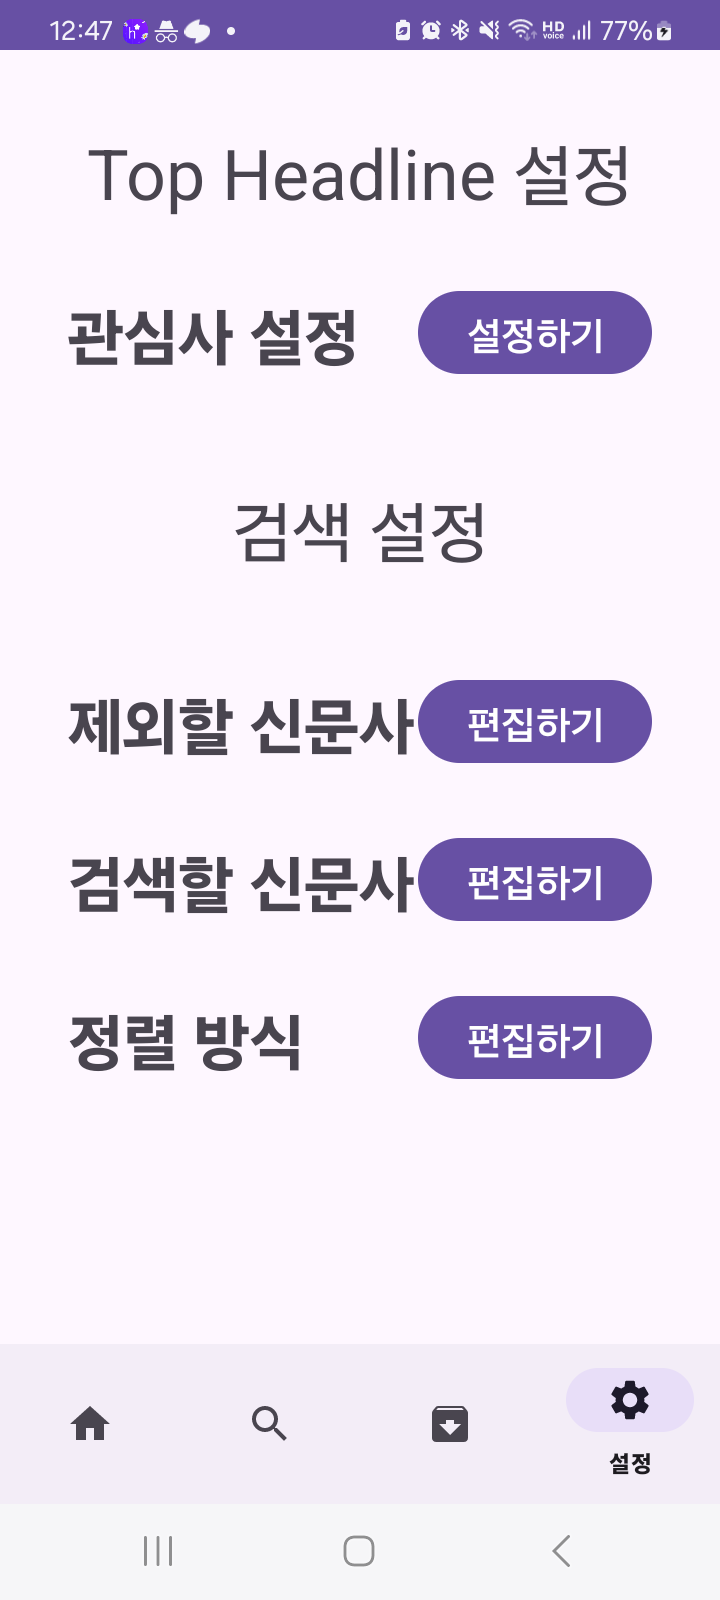 12:47 HD voice 77%
Top Headline 설정
관심사 설정 설정하기
검색 설정
제외할 신문사 편집하기
검색할 신문사 편집하기
정렬 방식 편집하기
설정